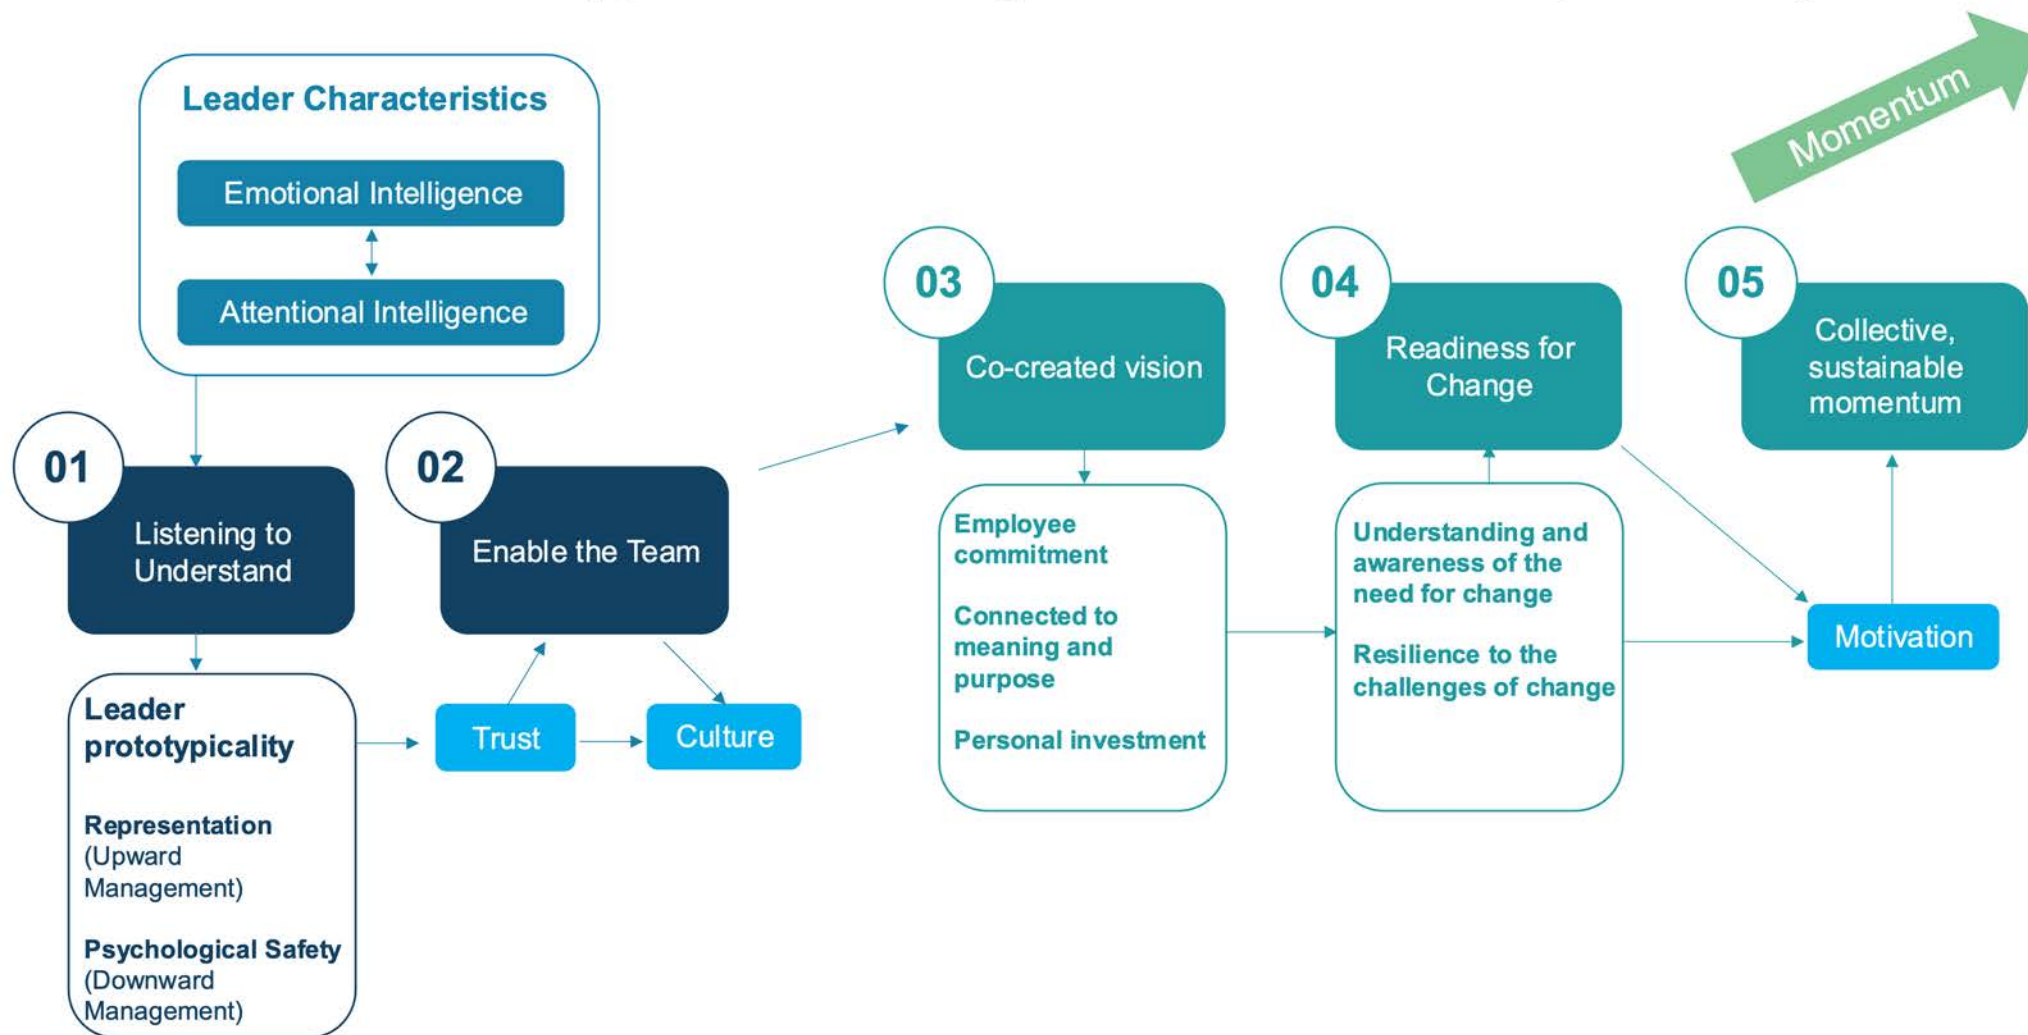 Leader Characteristics
Emotional Intelligence
Attentional Intelligence
01
Listening to
Understand
Leader
prototypicality
Representation
(Upward
Management)
Psychological Safety
(Downward
Management)
02
Enable the Team
Trust
Culture
03
Co-created vision
Employee
commitment
Connected to
meaning and
purpose
Personal investment
04
Readiness for
Change
Understanding and
awareness of the
need for change
Resilience to the
challenges of change
Motivation
05
Collective,
sustainable
momentum
Momentum